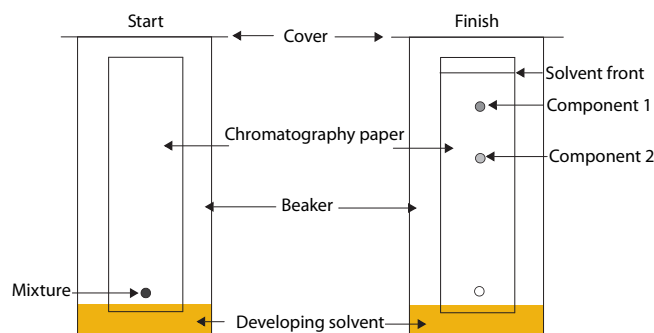 Start
Finish
Cover
Solvent front
Component 1
Chromatography paper
Component 2
Beaker
Mixture
Developing solvent